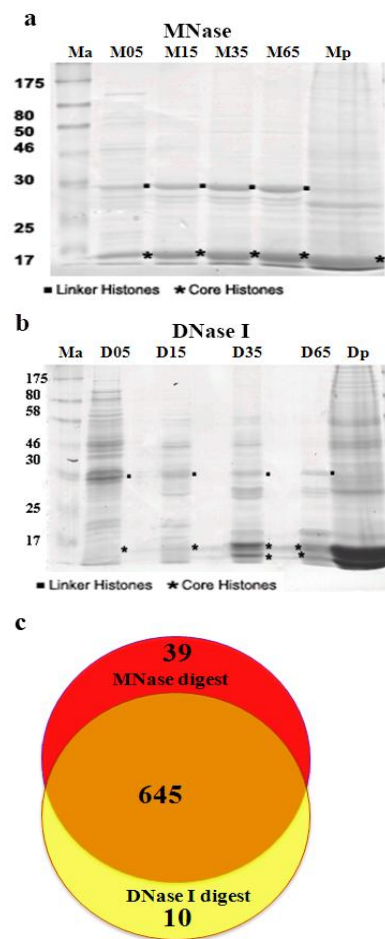 a
MNase
Ma M05 M15 M35 M65 Mp
175
80
50
46
30
25
17
▪ Linker Histones ★ Core Histones
b
DNase I
Ma D05 D15 D35 D65 Dp
175
80
58
46
30
25
17
▪ Linker Histones ★ Core Histones
c
39
MNase digest
645
DNase I digest
10